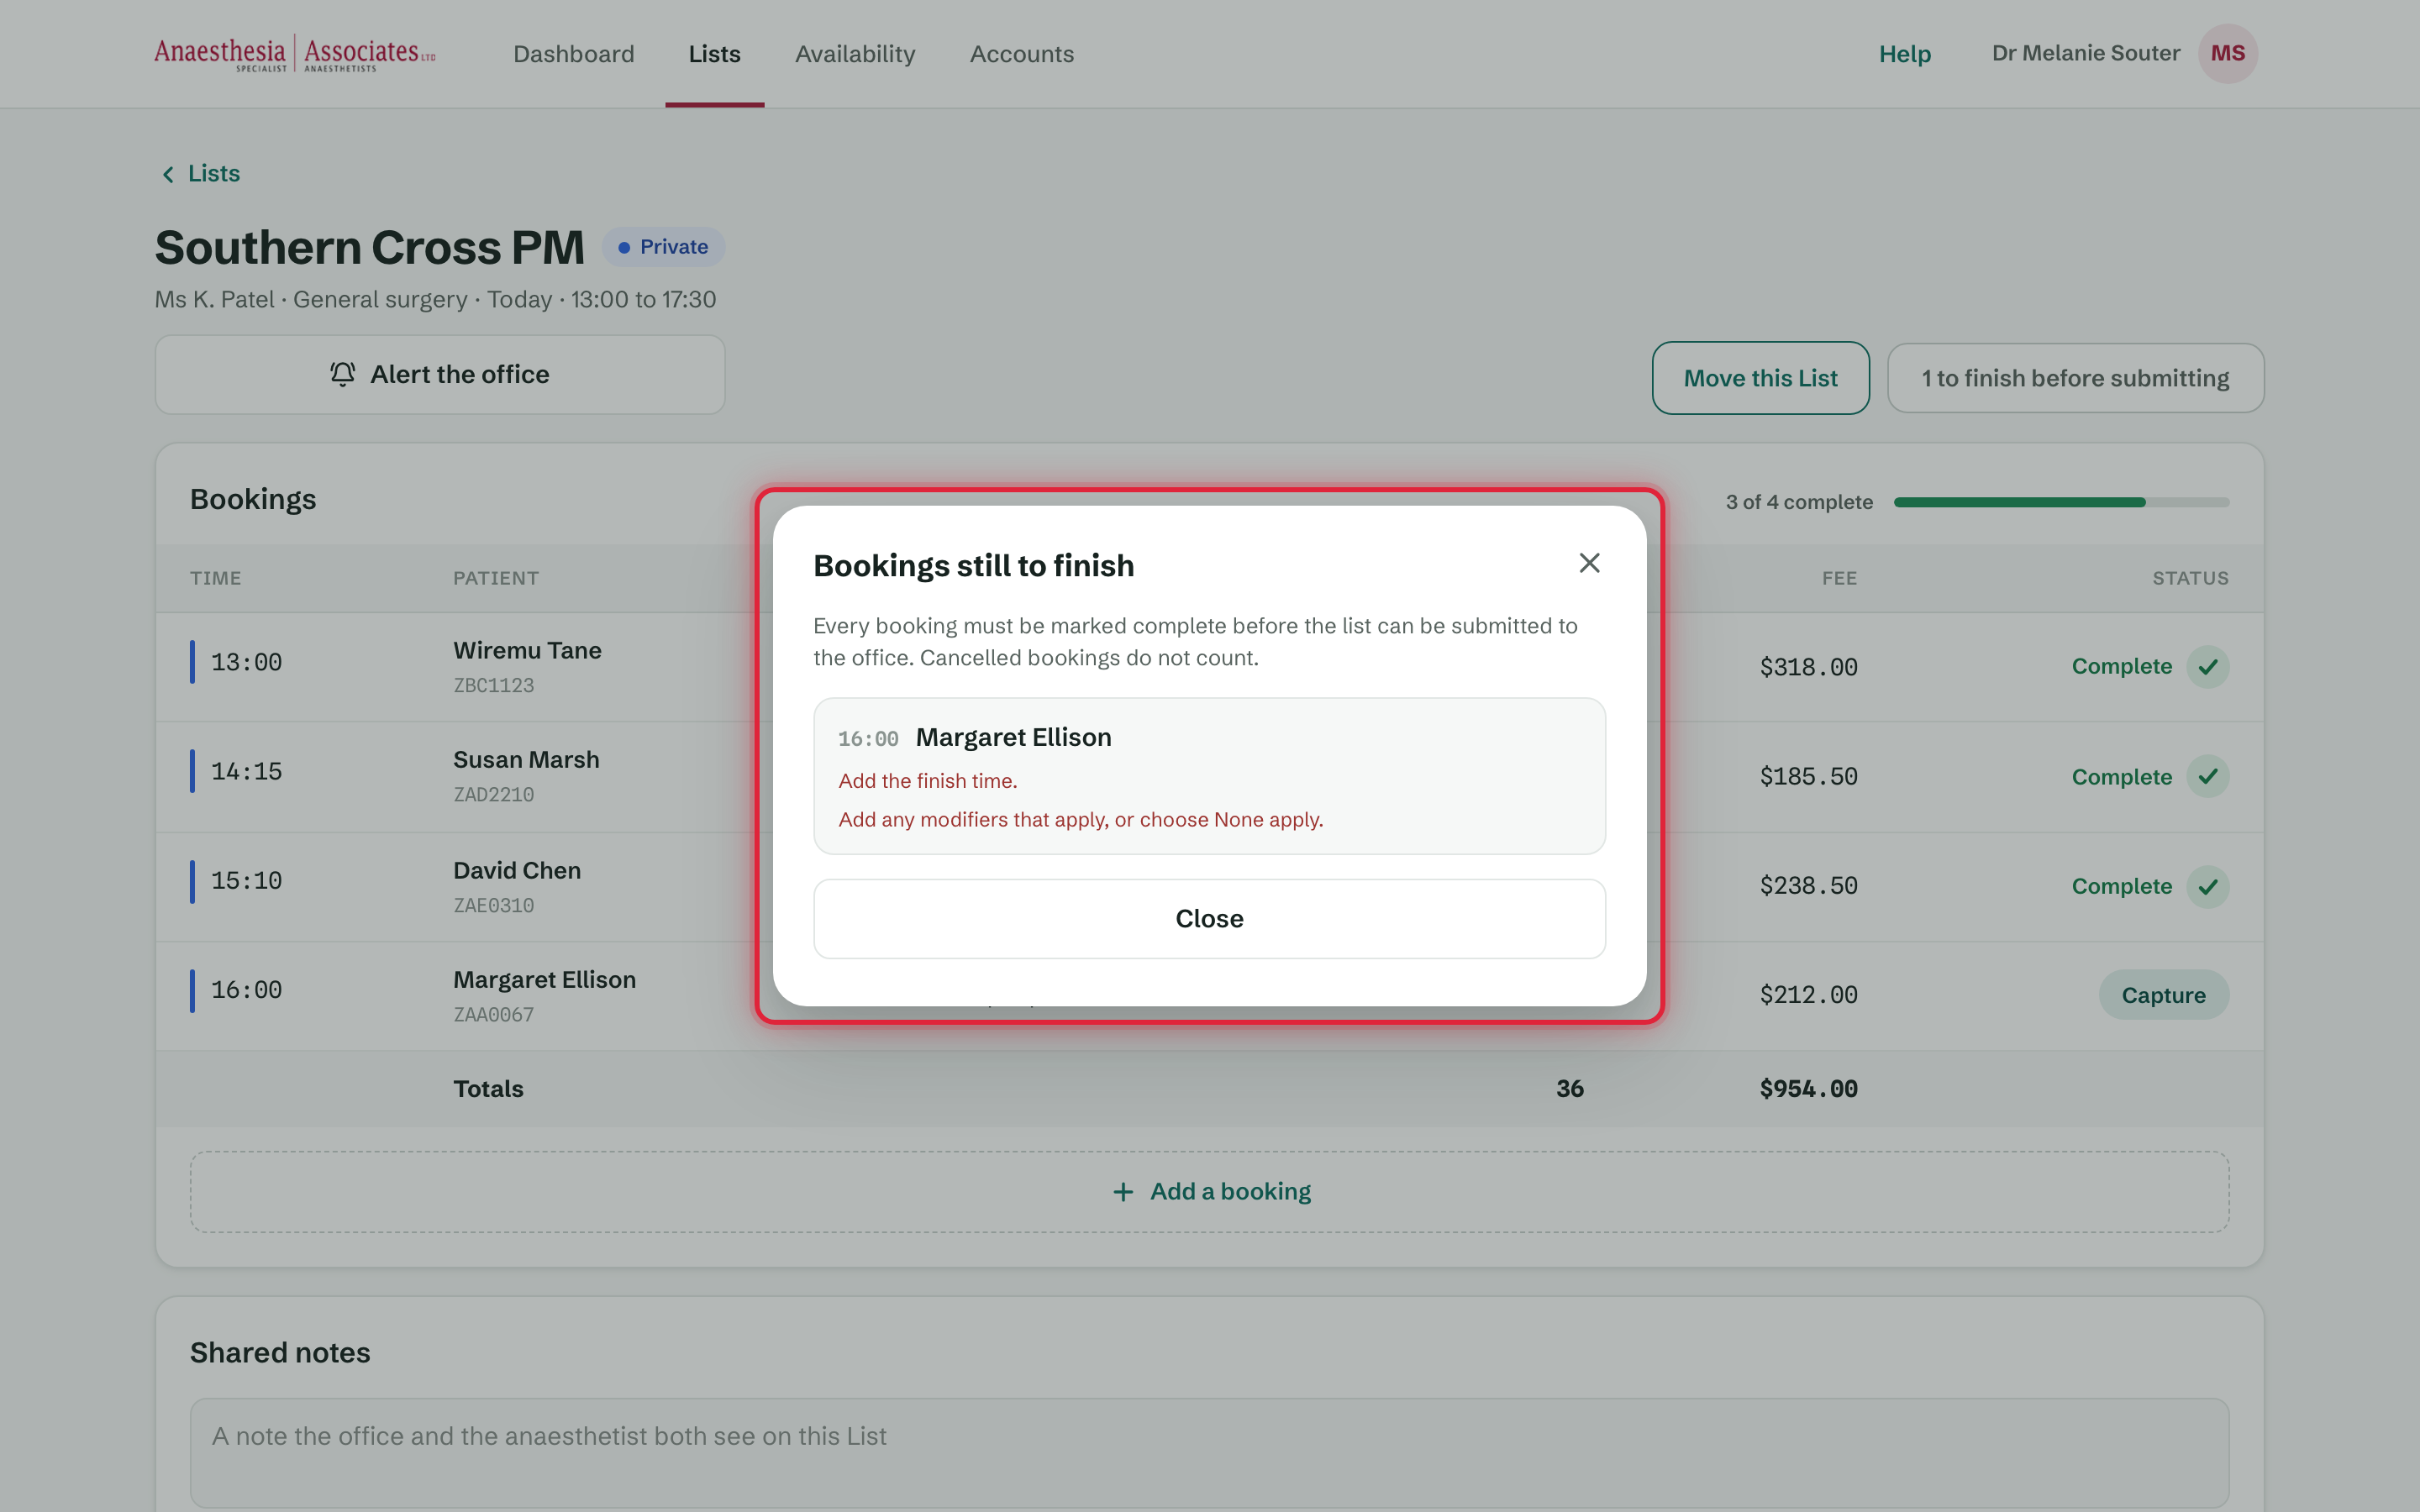 Anaesthesia | Associates LTD
SPECIALIST ANAESTHETISTS
Dashboard
Lists
Availability
Accounts
Help
Dr Melanie Souter
MS
Lists
Southern Cross PM
Private
Ms K. Patel · General surgery · Today · 13:00 to 17:30
Alert the office
Move this List
1 to finish before submitting
Bookings
3 of 4 complete
TIME
PATIENT
FEE
STATUS
13:00
Wiremu Tane
ZBC1123
$318.00
Complete
14:15
Susan Marsh
ZAD2210
$185.50
Complete
15:10
David Chen
ZAE0310
$238.50
Complete
16:00
Margaret Ellison
ZAA0067
$212.00
Capture
Totals
36
$954.00
Add a booking
Bookings still to finish
Every booking must be marked complete before the list can be submitted to
the office. Cancelled bookings do not count.
16:00 Margaret Ellison
Add the finish time.
Add any modifiers that apply, or choose None apply.
Close
Shared notes
A note the office and the anaesthetist both see on this List